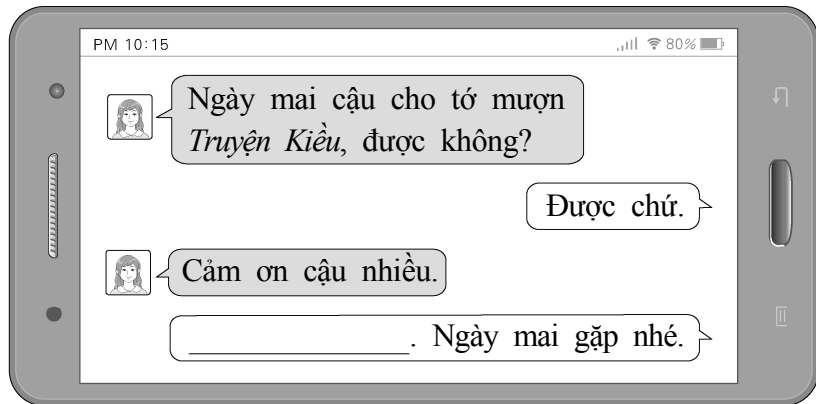 PM 10:15 80%
Ngày mai cậu cho tớ mượn
Truyện Kiều, được không?
Được chứ.
Cảm ơn cậu nhiều.
________________. Ngày mai gặp nhé.